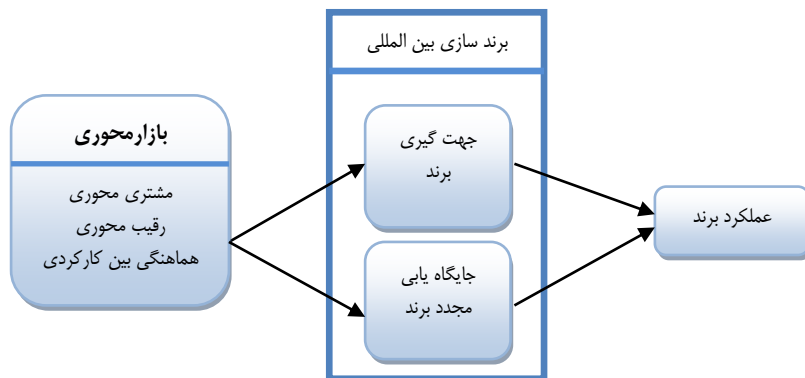 برند سازی بین المللی
بازارمحوری
مشتری محوری
رقیب محوری
هماهنگی بین کارکردی
جهت گیری
برند
جایگاه یابی
مجدد برند
عملکرد برند